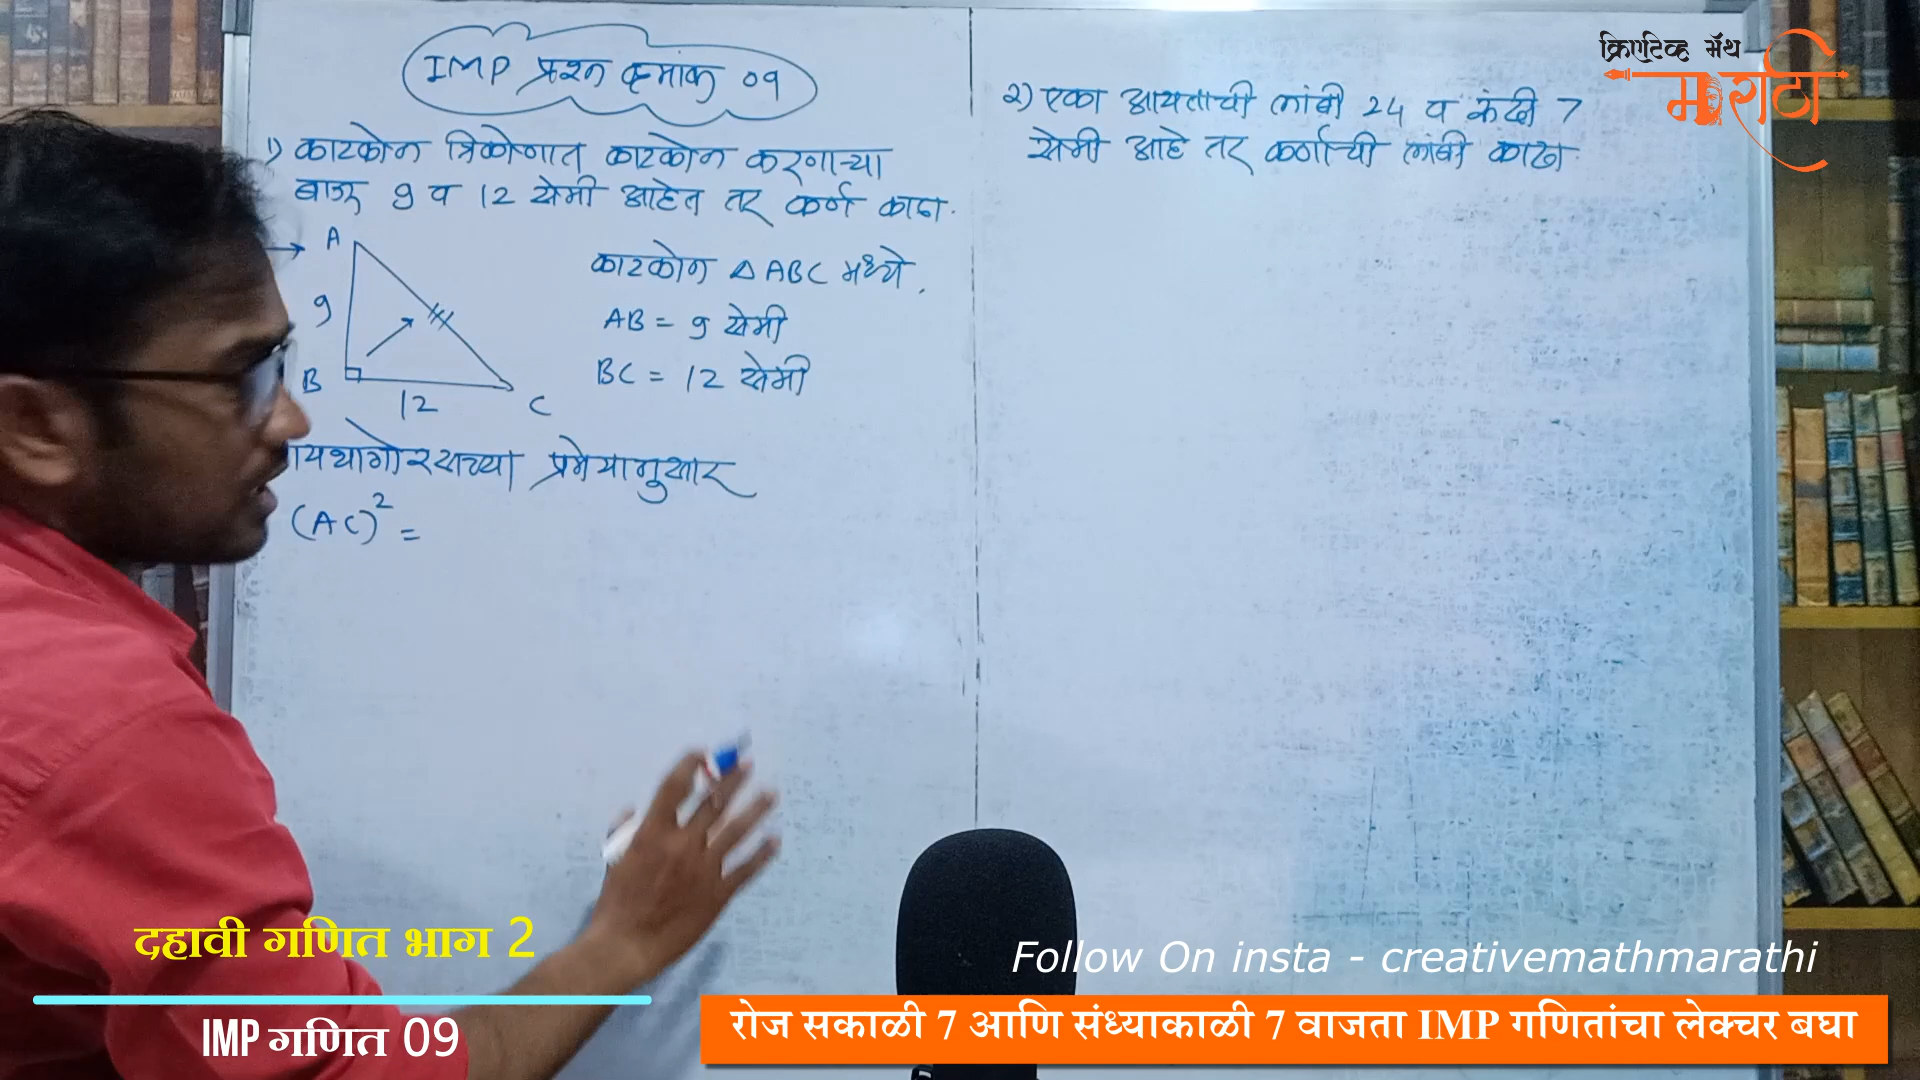 IMP प्रश्न क्रमांक 09
1) काटकोन त्रिकोणात काटकोन करणाऱ्या
बाजू 9 व 12 सेमी आहेत तर कर्ण काढा.
A
9
B
12
C
काटकोन △ABC मध्ये,
AB = 9 सेमी
BC = 12 सेमी
पायथागोरसच्या प्रमेयानुसार
(AC)² =
२) एका आयताची लांबी 24 व रुंदी 7
सेमी आहे तर कर्णाची लांबी काढा.
क्रिएटिव्ह मॅथ
मराठी
दहावी गणित भाग 2
IMP गणित 09
Follow On insta - creativemathmarathi
रोज सकाळी 7 आणि संध्याकाळी 7 वाजता IMP गणितांचा लेक्चर बघा